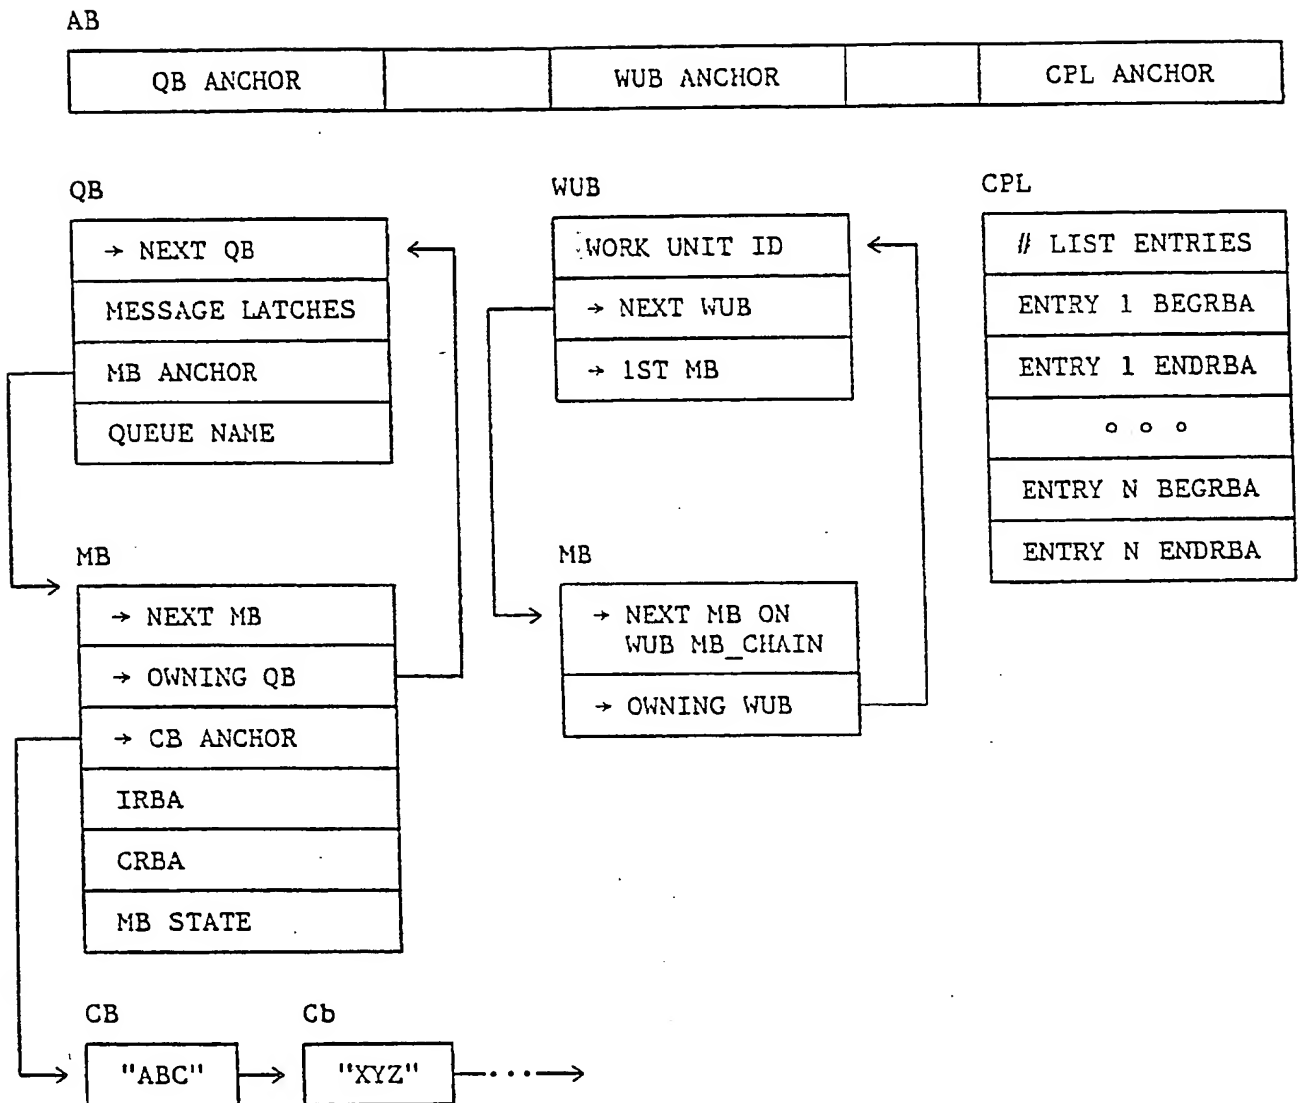 AB
QB ANCHOR
WUB ANCHOR
CPL ANCHOR
QB
→ NEXT QB
MESSAGE LATCHES
MB ANCHOR
QUEUE NAME
WUB
WORK UNIT ID
→ NEXT WUB
→ 1ST MB
CPL
# LIST ENTRIES
ENTRY 1 BEGRBA
ENTRY 1 ENDRBA
o o o
ENTRY N BEGRBA
ENTRY N ENDRBA
MB
→ NEXT MB
→ OWNING QB
→ CB ANCHOR
IRBA
CRBA
MB STATE
MB
→ NEXT MB ON
WUB MB_CHAIN
→ OWNING WUB
CB
"ABC"
Cb
"XYZ"